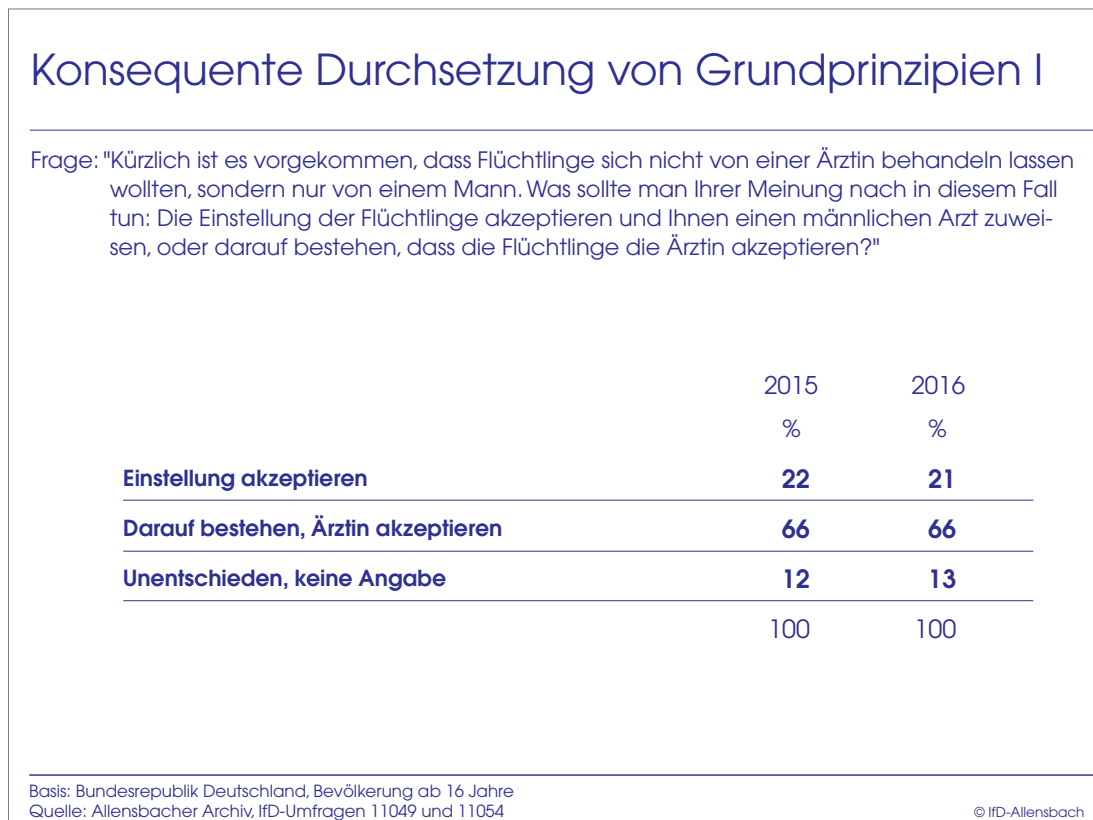 Konsequente Durchsetzung von Grundprinzipien I
Frage: "Kürzlich ist es vorgekommen, dass Flüchtlinge sich nicht von einer Ärztin behandeln lassen
wollten, sondern nur von einem Mann. Was sollte man Ihrer Meinung nach in diesem Fall
tun: Die Einstellung der Flüchtlinge akzeptieren und Ihnen einen männlichen Arzt zuwei-
sen, oder darauf bestehen, dass die Flüchtlinge die Ärztin akzeptieren?"
2015 2016
% %
Einstellung akzeptieren 22 21
Darauf bestehen, Ärztin akzeptieren 66 66
Unentschieden, keine Angabe 12 13
100 100
Basis: Bundesrepublik Deutschland, Bevölkerung ab 16 Jahre
Quelle: Allensbacher Archiv, IfD-Umfragen 11049 und 11054 © IfD-Allensbach